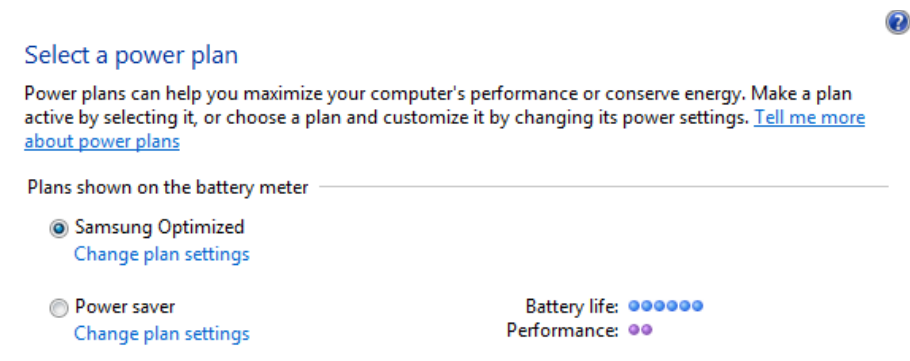 Select a power plan
Power plans can help you maximize your computer's performance or conserve energy. Make a plan
active by selecting it, or choose a plan and customize it by changing its power settings. Tell me more
about power plans
Plans shown on the battery meter
Samsung Optimized
Change plan settings
Power saver
Battery life:
Change plan settings
Performance: